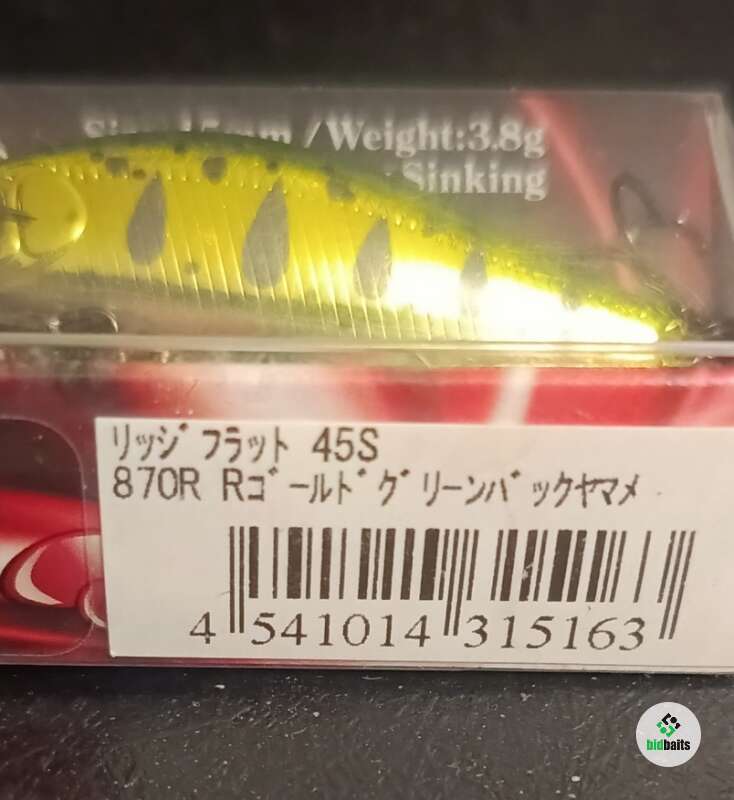 /Weight:3.8g
Sinking
ﾘｯｼﾞﾌﾗｯﾄ 45S
870R Rｺﾞｰﾙﾄﾞｸﾞﾘｰﾝﾊﾞｯｸﾔﾏﾒ
4 541014 315163
bidbaits